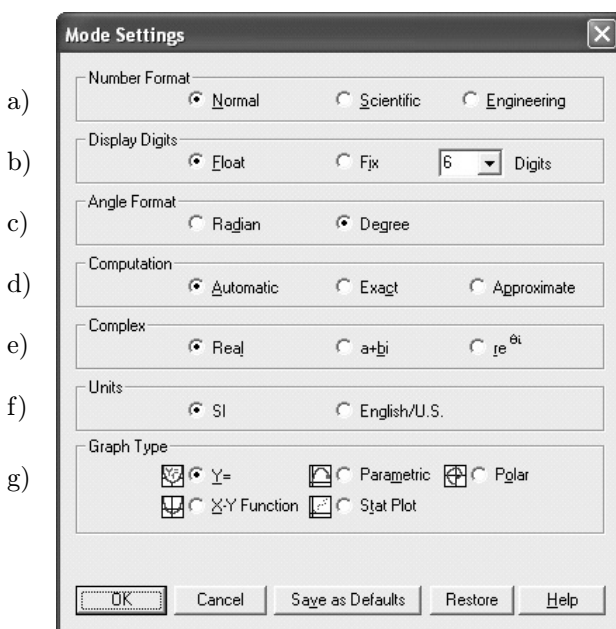 Mode Settings
Number Format
a) Normal Scientific Engineering
Display Digits
b) Float Fix 6 Digits
Angle Format
c) Radian Degree
Computation
d) Automatic Exact Approximate
Complex
e) Real a+bi re^θi
Units
f) SI English/U.S.
Graph Type
g) Y= Parametric Polar
X-Y Function Stat Plot
OK Cancel Save as Defaults Restore Help